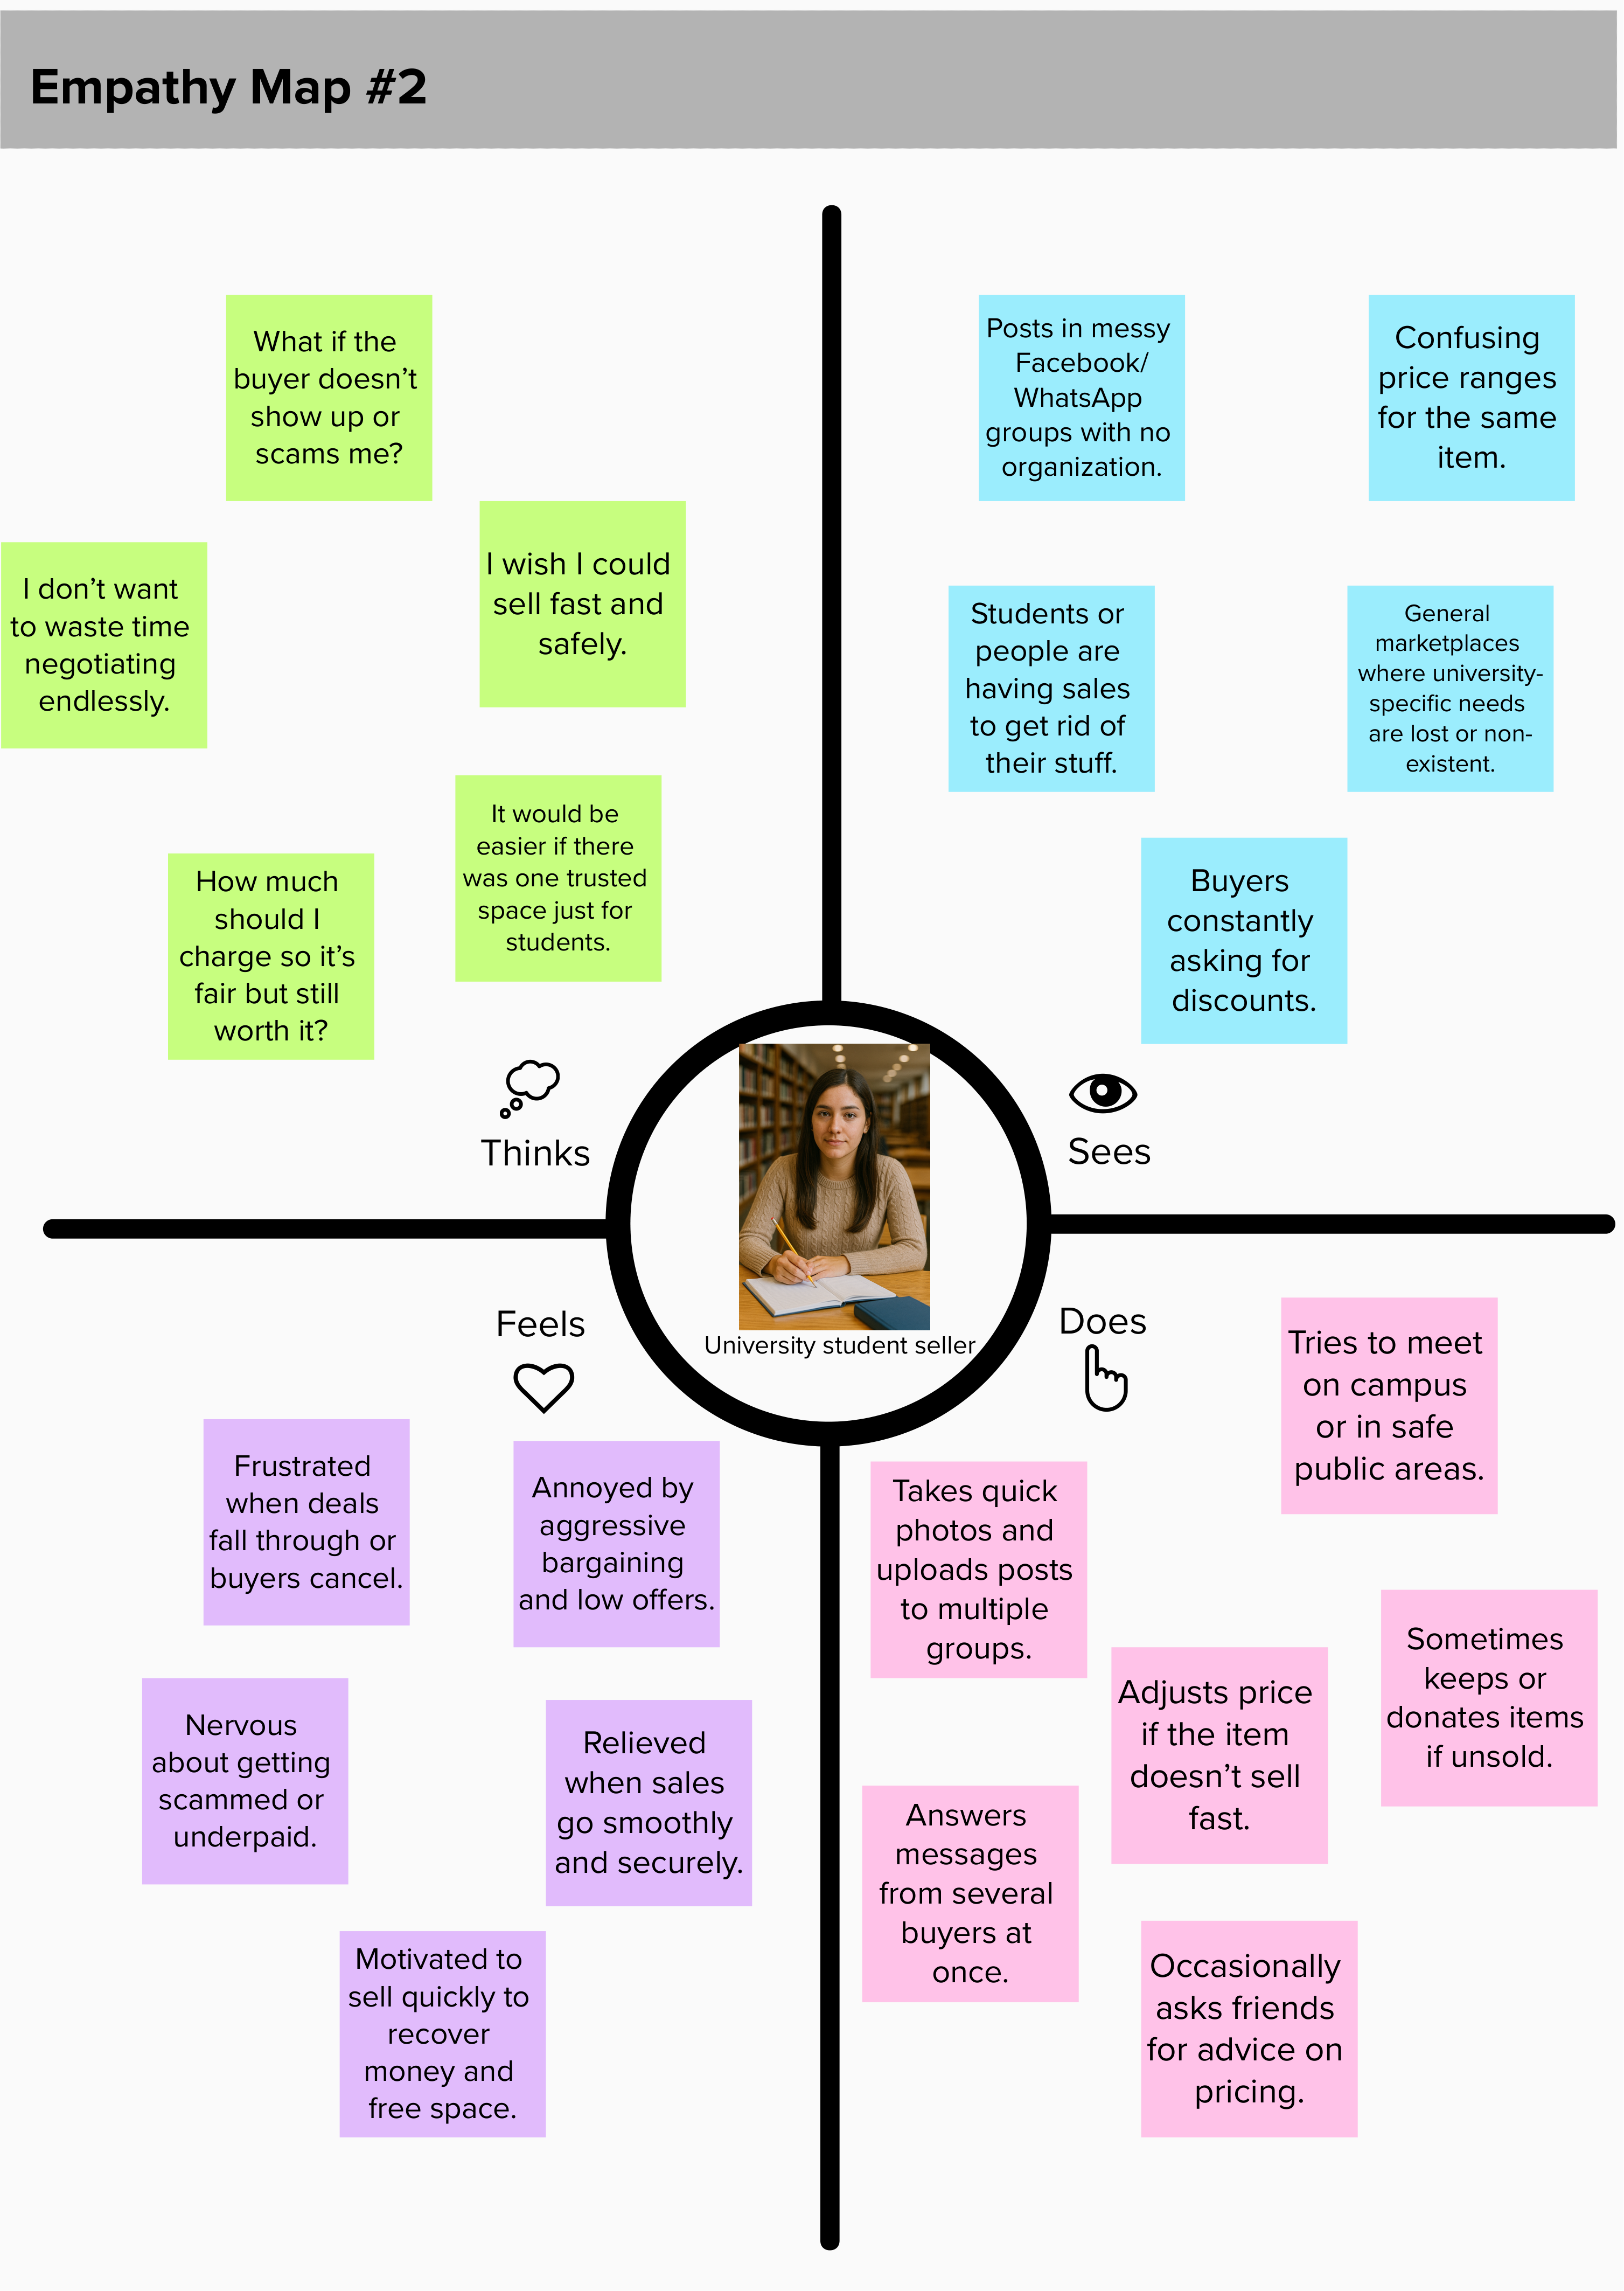 Empathy Map #2
What if the
buyer doesn’t
show up or
scams me?
I wish I could
sell fast and
safely.
I don’t want
to waste time
negotiating
endlessly.
It would be
easier if there
was one trusted
space just for
students.
How much
should I
charge so it’s
fair but still
worth it?
Thinks
Posts in messy
Facebook/
WhatsApp
groups with no
organization.
Confusing
price ranges
for the same
item.
Students or
people are
having sales
to get rid of
their stuff.
General
marketplaces
where university-
specific needs
are lost or non-
existent.
Buyers
constantly
asking for
discounts.
Sees
University student seller
Feels
Frustrated
when deals
fall through or
buyers cancel.
Annoyed by
aggressive
bargaining
and low offers.
Nervous
about getting
scammed or
underpaid.
Relieved
when sales
go smoothly
and securely.
Motivated to
sell quickly to
recover
money and
free space.
Does
Tries to meet
on campus
or in safe
public areas.
Takes quick
photos and
uploads posts
to multiple
groups.
Sometimes
keeps or
donates items
if unsold.
Adjusts price
if the item
doesn’t sell
fast.
Answers
messages
from several
buyers at
once.
Occasionally
asks friends
for advice on
pricing.